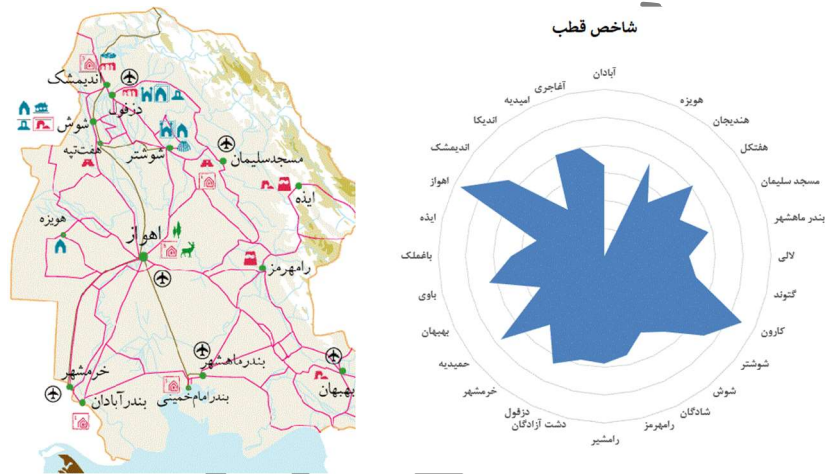 اندیمشک
دزفول
شوش
هفت‌تپه
شوشتر
مسجدسلیمان
ایذه
هویزه
اهواز
رامهرمز
خرمشهر
بندرماهشهر
بهبهان
بندرآبادان
بندرامام‌خمینی
شاخص قطب
آبادان
هویزه
هندیجان
هفتکل
مسجد سلیمان
بندر ماهشهر
لالی
گتوند
کارون
شوشتر
شوش
شادگان
رامهرمز
رامشیر
دشت آزادگان
دزفول
خرمشهر
حمیدیه
بهبهان
باوی
باغملک
ایذه
اهواز
اندیمشک
اندیکا
امیدیه
آغاجری